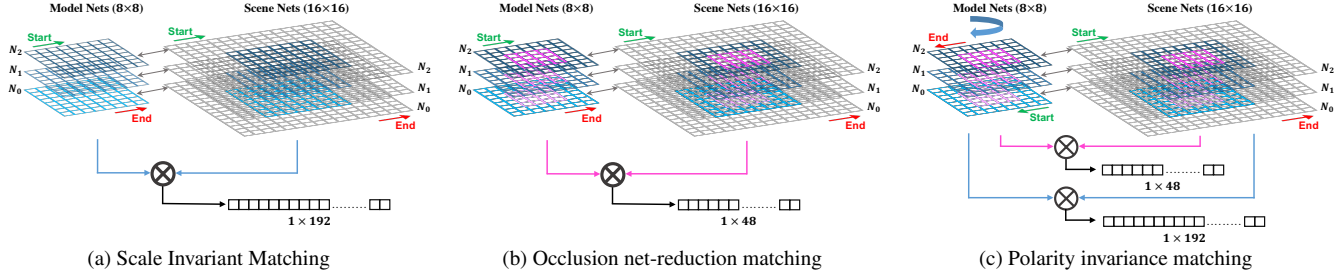 Model Nets (8×8) Scene Nets (16×16)
Start Start
N₂
N₁
N₀
N₂
N₁
N₀
End End
1 × 192
(a) Scale Invariant Matching
Model Nets (8×8) Scene Nets (16×16)
Start Start
N₂
N₁
N₀
N₂
N₁
N₀
End End
1 × 48
(b) Occlusion net-reduction matching
Model Nets (8×8) Scene Nets (16×16)
End Start
N₂
N₁
N₀
N₂
N₁
N₀
Start End
1 × 48
1 × 192
(c) Polarity invariance matching